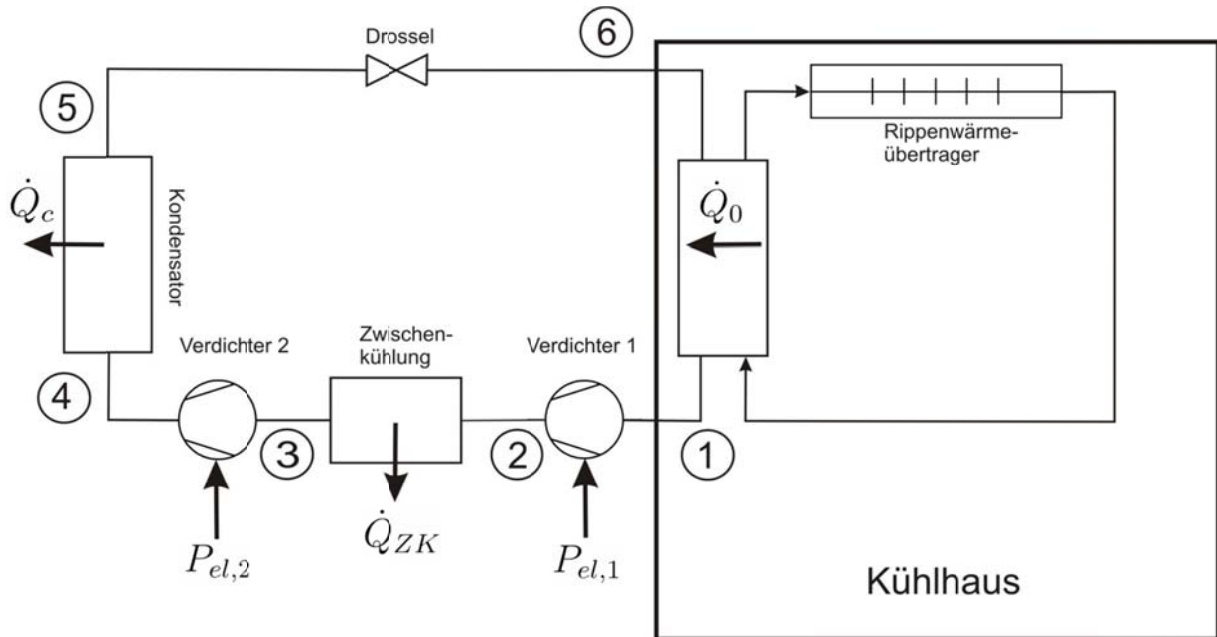 Drossel
6
5
Rippenwärme-
übertrager
Q̇c
Kondensator
Q̇0
Verdichter 2
Zwischen-
kühlung
Verdichter 1
4
3
2
1
Q̇ZK
Pel,2
Pel,1
Kühlhaus